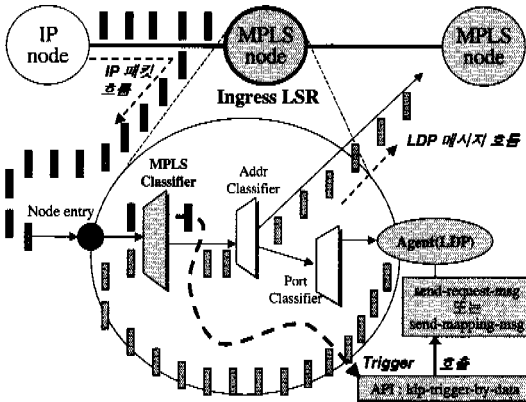 IP
node
MPLS
node
MPLS
node
Ingress LSR
IP 패킷
흐름
LDP 메시지 흐름
MPLS
Classifier
Addr
Classifier
Node entry
Port
Classifier
Agent(LDP)
send-request-msg
또는
send-mapping-msg
Trigger
호출
API : ldp-trigger-by-data